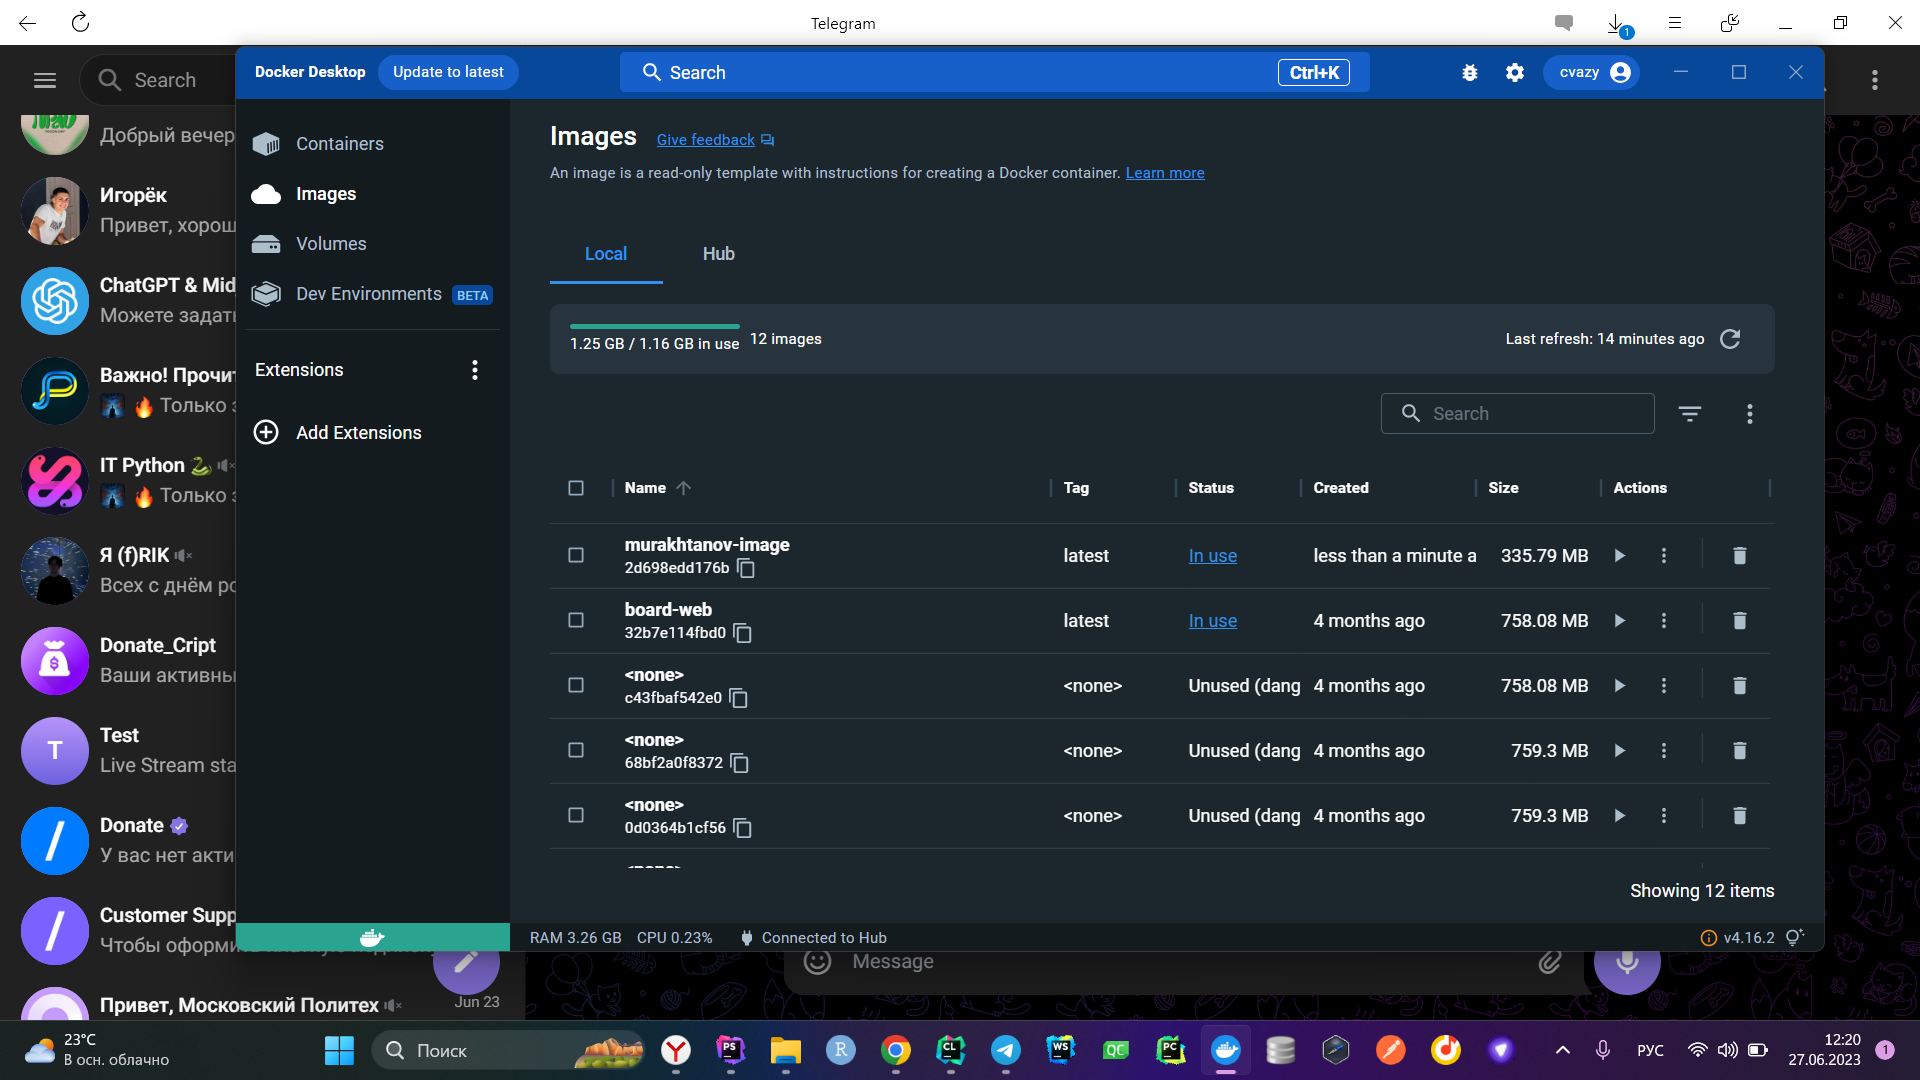 Telegram
1
Search
Добрый вечер
Игорёк
Привет, хорош
ChatGPT & Mid
Можете задат
Важно! Прочит
Только з
IT Python
Только з
Я (f)RIK
Всех с днём ро
Donate_Cript
Ваши активны
T
Test
Live Stream sta
Donate
У вас нет акти
Customer Supp
Чтобы оформи
Привет, Московский Политех
Jun 23
Message
Docker Desktop
Update to latest
Search
Ctrl+K
cvazy
Containers
Images
Volumes
Dev Environments BETA
Extensions
Add Extensions
Images Give feedback
An image is a read-only template with instructions for creating a Docker container. Learn more
Local Hub
1.25 GB / 1.16 GB in use 12 images
Last refresh: 14 minutes ago
Search
Name Tag Status Created Size Actions
murakhtanov-image
2d698edd176b
latest In use less than a minute a 335.79 MB
board-web
32b7e114fbd0
latest In use 4 months ago 758.08 MB
<none>
c43fbaf542e0
<none> Unused (dang 4 months ago 758.08 MB
<none>
68bf2a0f8372
<none> Unused (dang 4 months ago 759.3 MB
<none>
0d0364b1cf56
<none> Unused (dang 4 months ago 759.3 MB
Showing 12 items
RAM 3.26 GB CPU 0.23% Connected to Hub
v4.16.2
23°C
В осн. облачно
Поиск
PS
R
CL
WS
QC
PC
РУС
12:20
27.06.2023
1